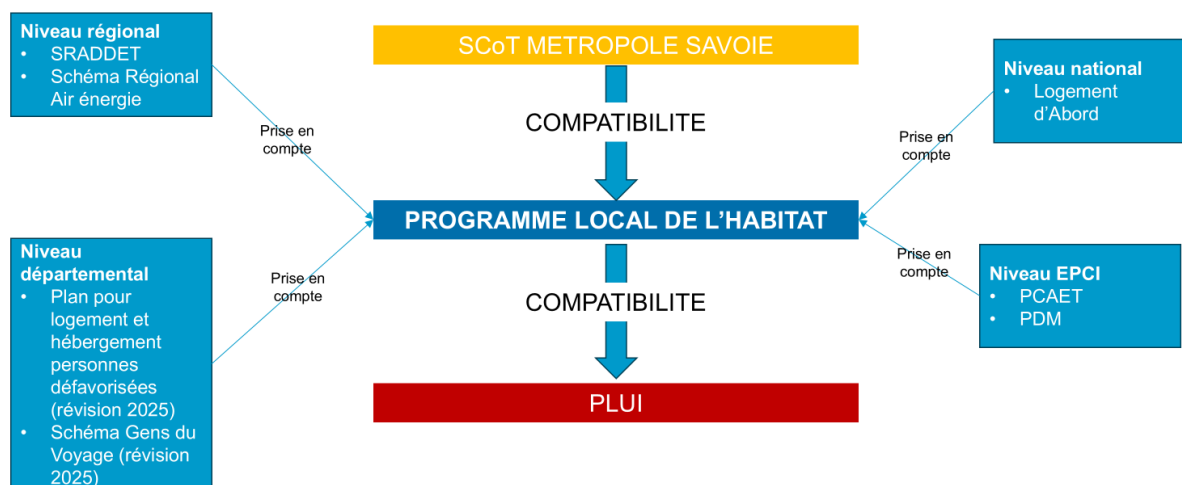 Niveau régional
• SRADDET
• Schéma Régional
Air énergie
Prise en
compte
Niveau
départemental
• Plan pour
logement et
hébergement
personnes
défavorisées
(révision 2025)
• Schéma Gens du
Voyage (révision
2025)
Prise en
compte
SCoT METROPOLE SAVOIE
COMPATIBILITE
PROGRAMME LOCAL DE L'HABITAT
COMPATIBILITE
PLUI
Niveau national
• Logement
d'Abord
Prise en
compte
Niveau EPCI
• PCAET
• PDM
Prise en
compte